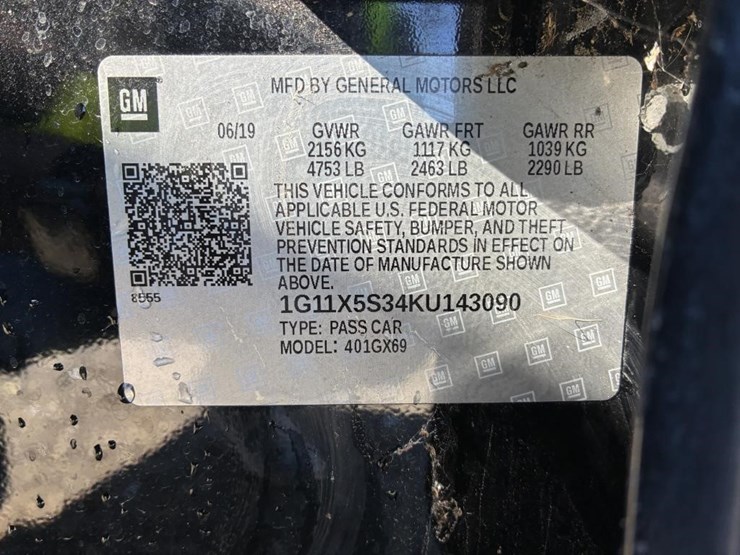 GM
MFD BY GENERAL MOTORS LLC
06/19 GVWR GAWR FRT GAWR RR
2156 KG 1117 KG 1039 KG
4753 LB 2463 LB 2290 LB
THIS VEHICLE CONFORMS TO ALL
APPLICABLE U.S. FEDERAL MOTOR
VEHICLE SAFETY, BUMPER, AND THEFT
PREVENTION STANDARDS IN EFFECT ON
THE DATE OF MANUFACTURE SHOWN
ABOVE.
8555
1G11X5S34KU143090
TYPE: PASS CAR
MODEL: 401GX69